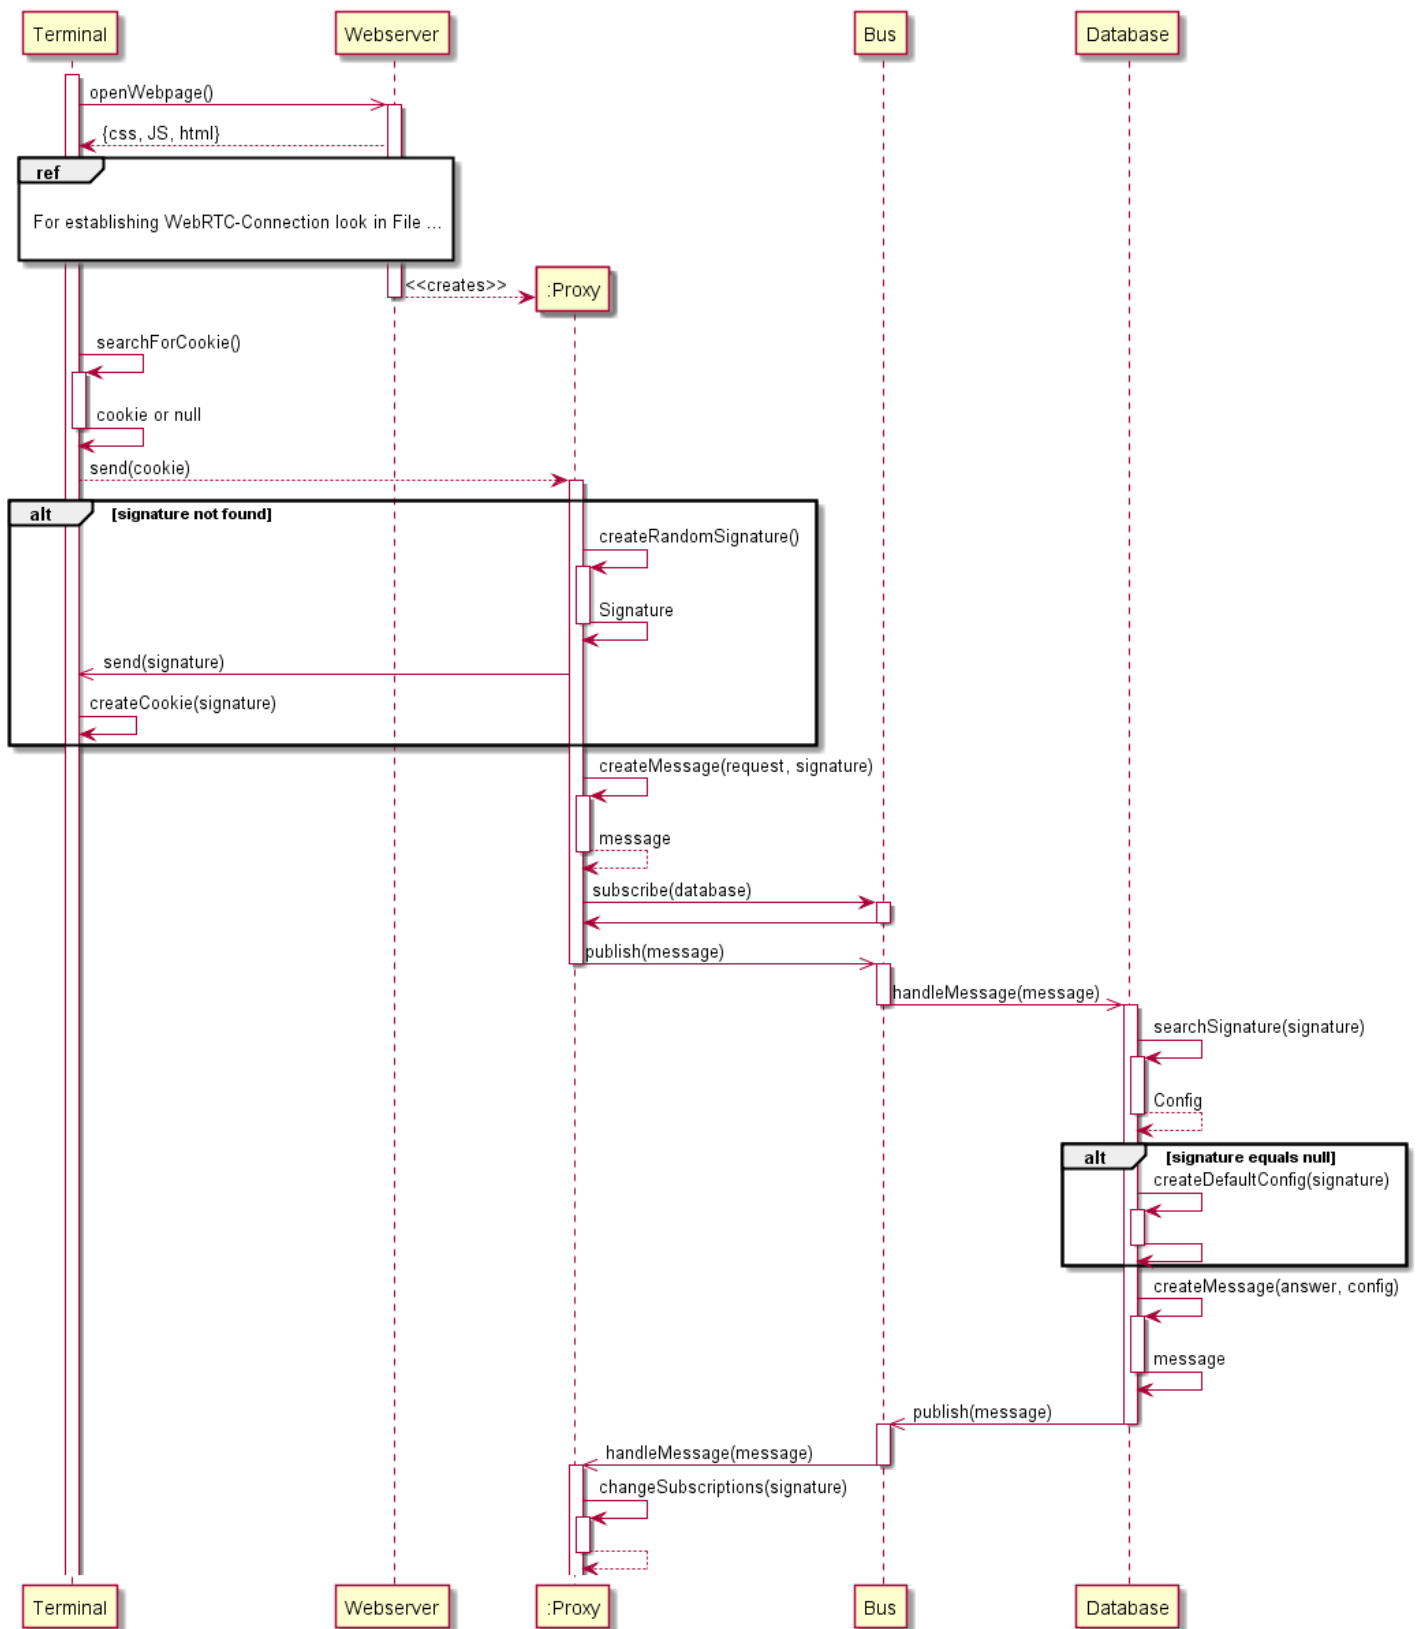 Terminal
Webserver
Bus
Database
openWebpage()
{css, JS, html}
ref
For establishing WebRTC-Connection look in File ...
<<creates>>
:Proxy
searchForCookie()
cookie or null
send(cookie)
alt
[signature not found]
createRandomSignature()
Signature
send(signature)
createCookie(signature)
createMessage(request, signature)
message
subscribe(database)
publish(message)
handleMessage(message)
searchSignature(signature)
Config
alt
[signature equals null]
createDefaultConfig(signature)
createMessage(answer, config)
message
publish(message)
handleMessage(message)
changeSubscriptions(signature)
Terminal
Webserver
:Proxy
Bus
Database